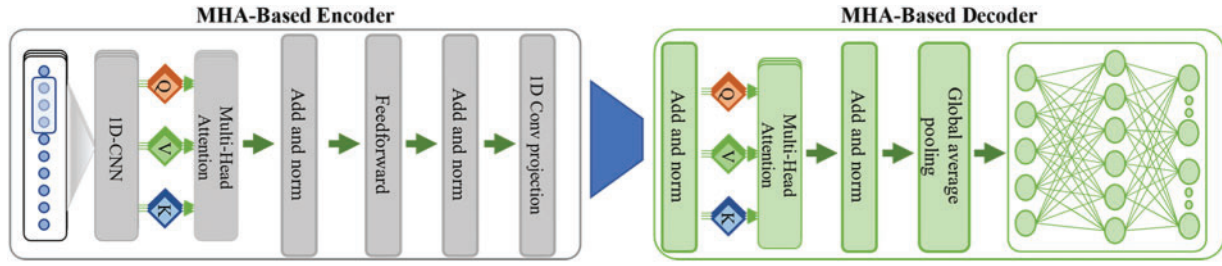 MHA-Based Encoder
1D-CNN
Q
V
K
Multi-Head
Attention
Add and norm
Feedforward
Add and norm
1D Conv projection
MHA-Based Decoder
Add and norm
Q
V
K
Multi-Head
Attention
Add and norm
Global average
pooling